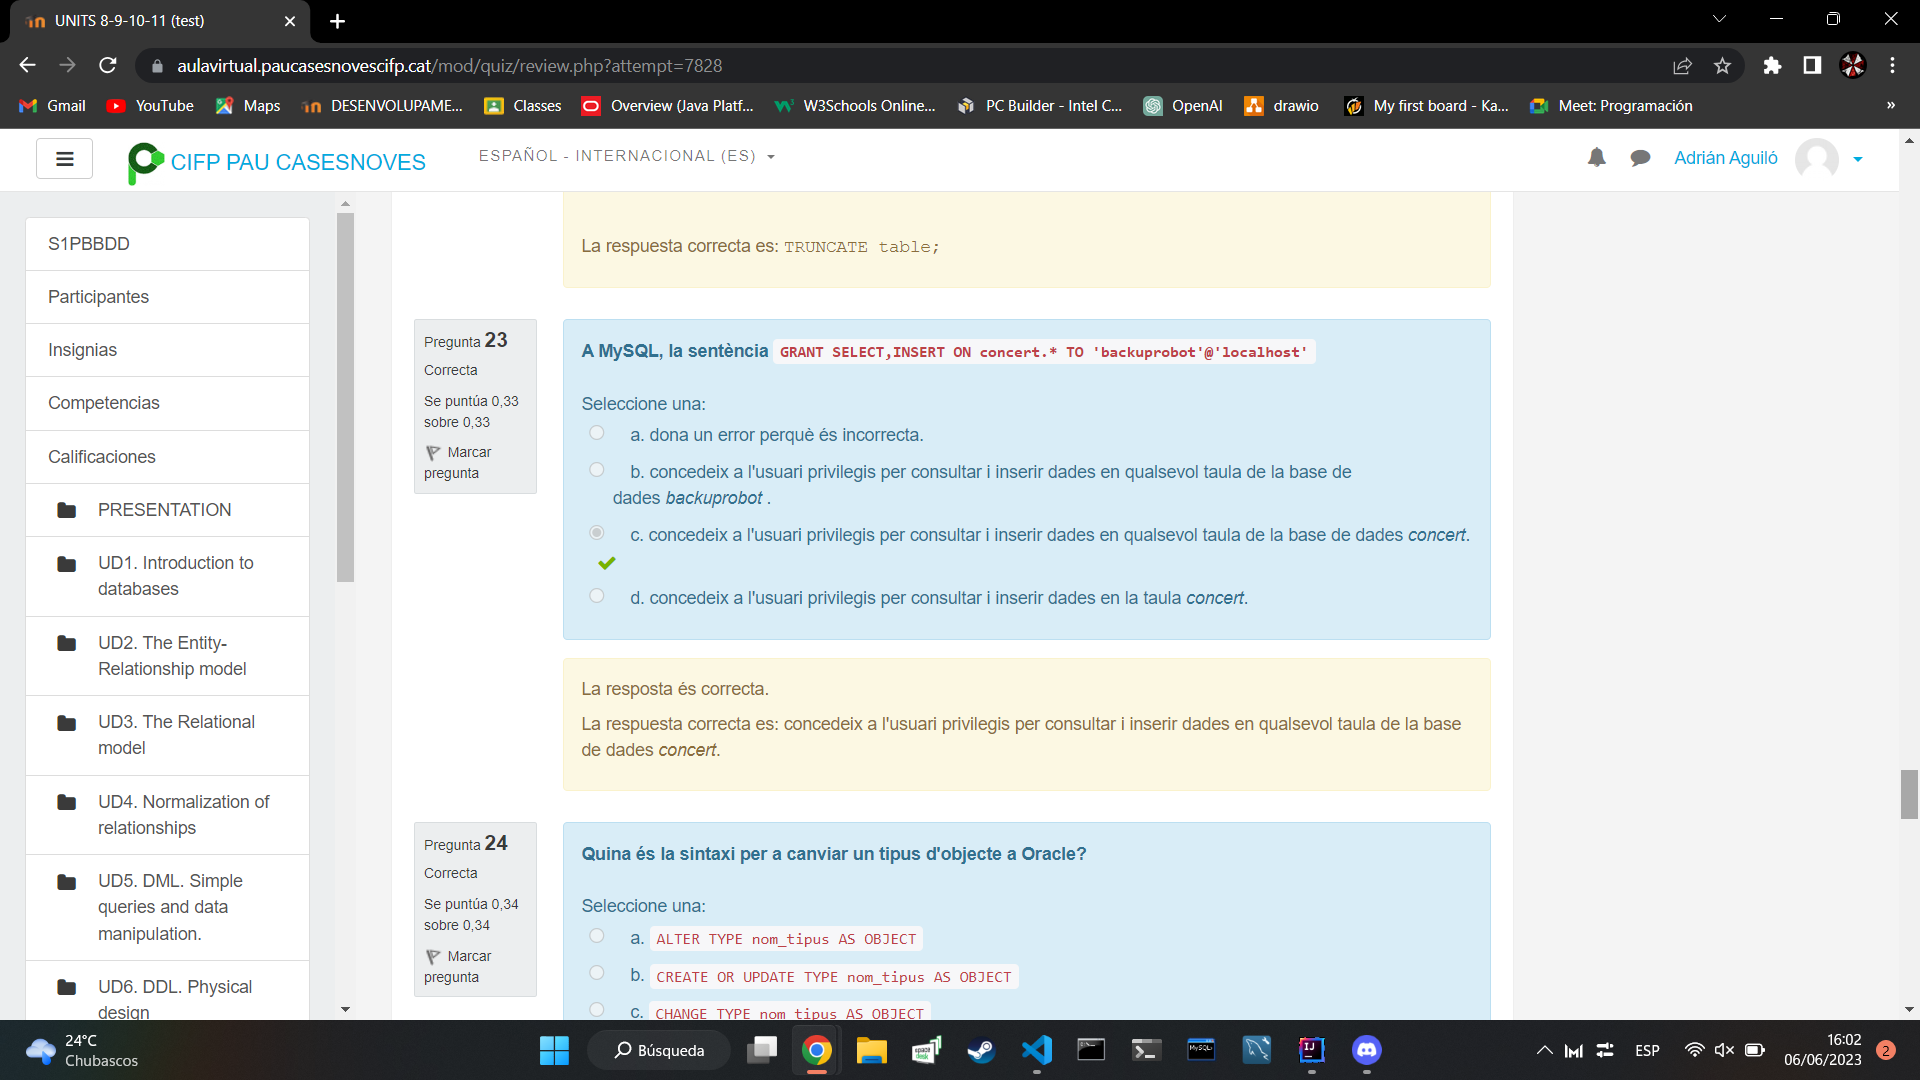 UNITS 8-9-10-11 (test)
aulavirtual.paucasesnovescifp.cat/mod/quiz/review.php?attempt=7828
Gmail
YouTube
Maps
DESENVOLUPAME...
Classes
Overview (Java Platf...
W3Schools Online...
PC Builder - Intel C...
OpenAI
drawio
My first board - Ka...
Meet: Programación
»
CIFP PAU CASESNOVES
ESPAÑOL - INTERNACIONAL (ES)
Adrián Aguiló
S1PBBDD
Participantes
Insignias
Competencias
Calificaciones
PRESENTATION
UD1. Introduction to
databases
UD2. The Entity-
Relationship model
UD3. The Relational
model
UD4. Normalization of
relationships
UD5. DML. Simple
queries and data
manipulation.
UD6. DDL. Physical
design
La respuesta correcta es: TRUNCATE table;
Pregunta 23
Correcta
Se puntúa 0,33
sobre 0,33
Marcar
pregunta
A MySQL, la sentència GRANT SELECT,INSERT ON concert.* TO 'backuprobot'@'localhost'
Seleccione una:
a. dona un error perquè és incorrecta.
b. concedeix a l'usuari privilegis per consultar i inserir dades en qualsevol taula de la base de
dades backuprobot .
c. concedeix a l'usuari privilegis per consultar i inserir dades en qualsevol taula de la base de dades concert.
d. concedeix a l'usuari privilegis per consultar i inserir dades en la taula concert.
La resposta és correcta.
La respuesta correcta es: concedeix a l'usuari privilegis per consultar i inserir dades en qualsevol taula de la base
de dades concert.
Pregunta 24
Correcta
Se puntúa 0,34
sobre 0,34
Marcar
pregunta
Quina és la sintaxi per a canviar un tipus d'objecte a Oracle?
Seleccione una:
a. ALTER TYPE nom_tipus AS OBJECT
b. CREATE OR UPDATE TYPE nom_tipus AS OBJECT
c. CHANGE TYPE nom tipus AS OBJECT
24°C
Chubascos
Búsqueda
ESP
16:02
06/06/2023
2